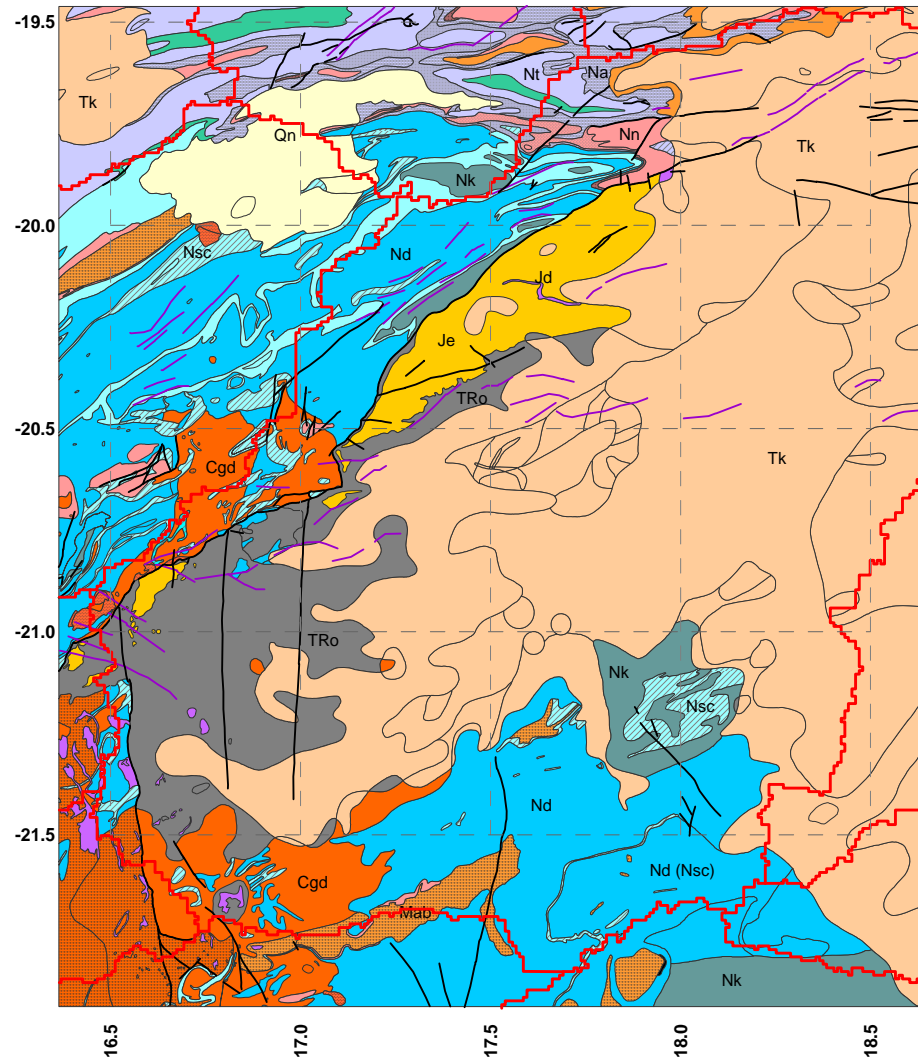 -19.5
Nt
Na
Tk
Qn
Nn
Tk
Nk
-20.0
Nsc
Nd
Jd
Je
TRo
-20.5
Tk
Cgd
-21.0
TRo
Nk
Nsc
Nd
-21.5
Nd (Nsc)
Cgd
Mab
Nk
16.5
17.0
17.5
18.0
18.5